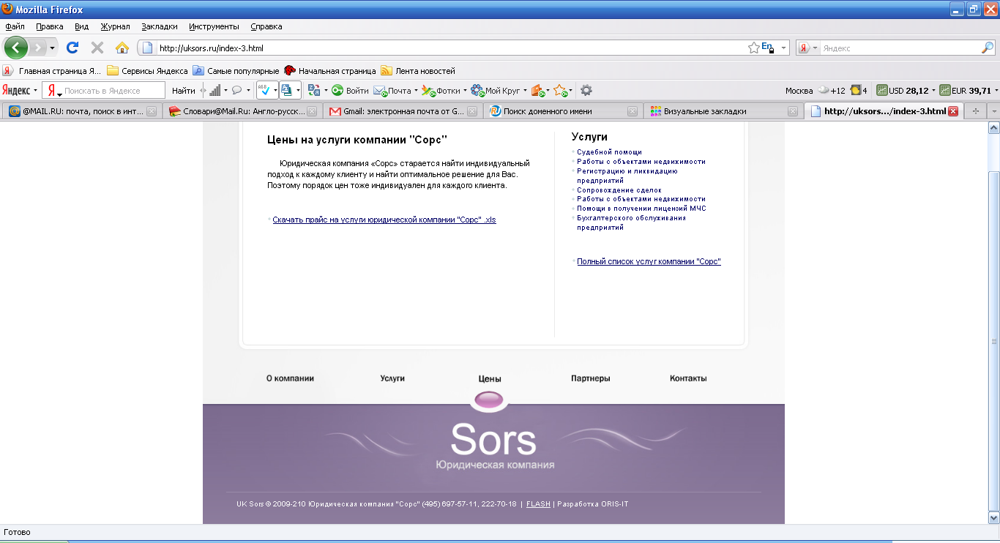 Mozilla Firefox
Файл Правка Вид Журнал Закладки Инструменты Справка
http://uksors.ru/index-3.html En Я Яндекс
Я Главная страница Я... Сервисы Яндекса Самые популярные Начальная страница Лента новостей
Яндекс Я Поискать в Яндексе Найти Войти Почта Фотки Мой Круг Москва +12 4 USD 28,12 EUR 39,71
@MAIL.RU: почта, поиск в инт... Словари@Mail.Ru: Англо-русск... Gmail: электронная почта от G... Поиск доменного имени Визуальные закладки http://uksors.../index-3.html
Цены на услуги компании "Сорс"
Юридическая компания «Сорс» старается найти индивидуальный
подход к каждому клиенту и найти оптимальное решение для Вас.
Поэтому порядок цен тоже индивидуален для каждого клиента.
Скачать прайс на услуги юридической компании "Сорс" .xls
Услуги
Судебной помощи
Работы с объектами недвижимости
Регистрацию и ликвидацию
предприятий
Сопровождение сделок
Работы с объектами недвижимости
Помощи в получении лицензий МЧС
Бухгалтерского обслуживания
предприятий
Полный список услуг компании "Сорс"
О компании Услуги Цены Партнеры Контакты
Sors
Юридическая компания
UK Sors © 2009-210 Юридическая компания "Сорс" (495) 697-57-11, 222-70-18 | FLASH | Разработка ORIS-IT
Готово